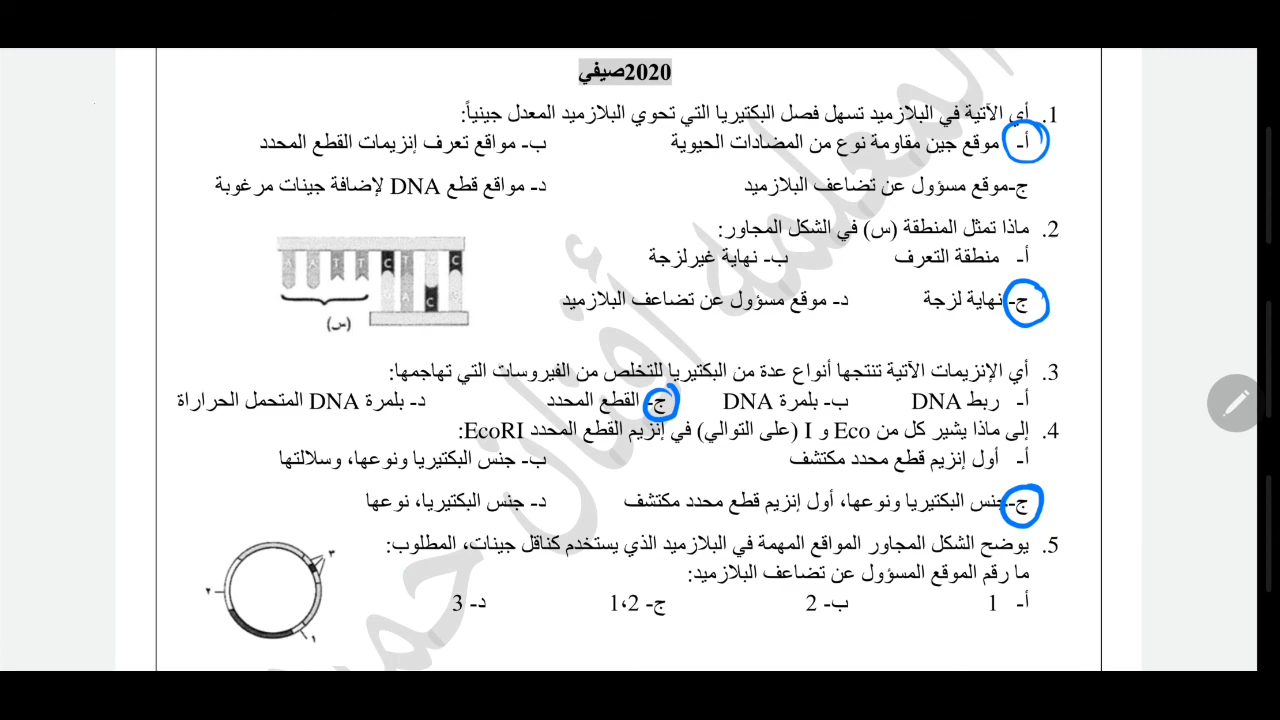 2020صيفي
1. أي الآتية في البلازميد تسهل فصل البكتيريا التي تحوي البلازميد المعدل جينياً:
أ- موقع جين مقاومة نوع من المضادات الحيوية ب- مواقع تعرف إنزيمات القطع المحدد
ج-موقع مسؤول عن تضاعف البلازميد د- مواقع قطع DNA لإضافة جينات مرغوبة
2. ماذا تمثل المنطقة (س) في الشكل المجاور:
أ- منطقة التعرف ب- نهاية غيرلزجة
ج- نهاية لزجة د- موقع مسؤول عن تضاعف البلازميد
A A T T C T A C
G A C G
(س)
3. أي الإنزيمات الآتية تنتجها أنواع عدة من البكتيريا للتخلص من الفيروسات التي تهاجمها:
أ- ربط DNA ب- بلمرة DNA ج- القطع المحدد د- بلمرة DNA المتحمل الحراراة
4. إلى ماذا يشير كل من Eco و I (على التوالي) في إنزيم القطع المحدد EcoRI:
أ- أول إنزيم قطع محدد مكتشف ب- جنس البكتيريا ونوعها، وسلالتها
ج-جنس البكتيريا ونوعها، أول إنزيم قطع محدد مكتشف د- جنس البكتيريا، نوعها
5. يوضح الشكل المجاور المواقع المهمة في البلازميد الذي يستخدم كناقل جينات، المطلوب:
ما رقم الموقع المسؤول عن تضاعف البلازميد:
أ- 1 ب- 2 ج- 1،2 د- 3
٣
٢
١
المعلمة أفنان حمد